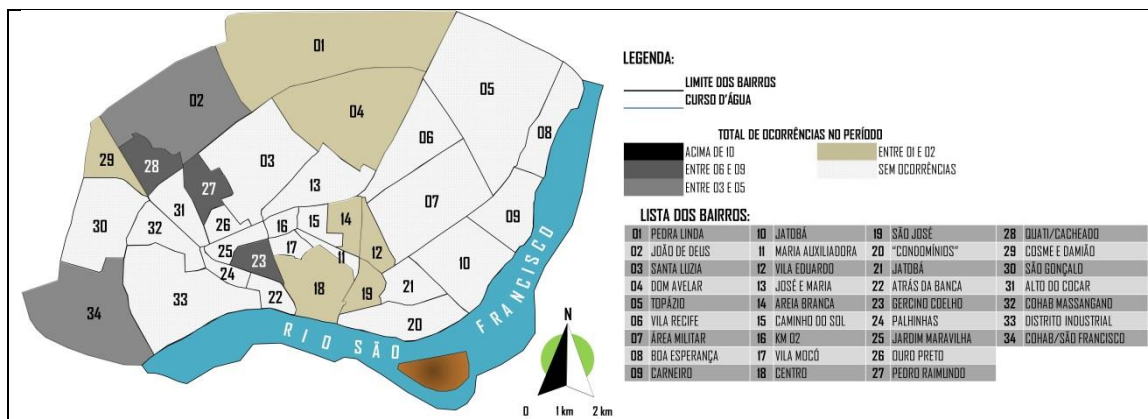 01
02
04
05
29
28
03
06
08
27
13
31
07
30
32
26
16
15
14
09
25
17
11
12
23
10
24
34
33
22
18
19
21
20
RIO SÃO FRANCISCO
N
0 1 km 2 km
LEGENDA:
LIMITE DOS BAIRROS
CURSO D'ÁGUA
TOTAL DE OCORRÊNCIAS NO PERÍODO
ACIMA DE 10 ENTRE 01 E 02
ENTRE 06 E 09 SEM OCORRÊNCIAS
ENTRE 03 E 05
LISTA DOS BAIRROS:
01 PEDRA LINDA 10 JATOBÁ 19 SÃO JOSÉ 28 QUATI/CACHEADO
02 JOÃO DE DEUS 11 MARIA AUXILIADORA 20 "CONDOMÍNIOS" 29 COSME E DAMIÃO
03 SANTA LUZIA 12 VILA EDUARDO 21 JATOBÁ 30 SÃO GONÇALO
04 DOM AVELAR 13 JOSÉ E MARIA 22 ATRÁS DA BANCA 31 ALTO DO COCAR
05 TOPÁZIO 14 AREIA BRANCA 23 GERCINO COELHO 32 COHAB MASSANGANO
06 VILA RECIFE 15 CAMINHO DO SOL 24 PALHINHAS 33 DISTRITO INDUSTRIAL
07 ÁREA MILITAR 16 KM 02 25 JARDIM MARAVILHA 34 COHAB/SÃO FRANCISCO
08 BOA ESPERANÇA 17 VILA MOCÓ 26 OURO PRETO
09 CARNEIRO 18 CENTRO 27 PEDRO RAIMUNDO